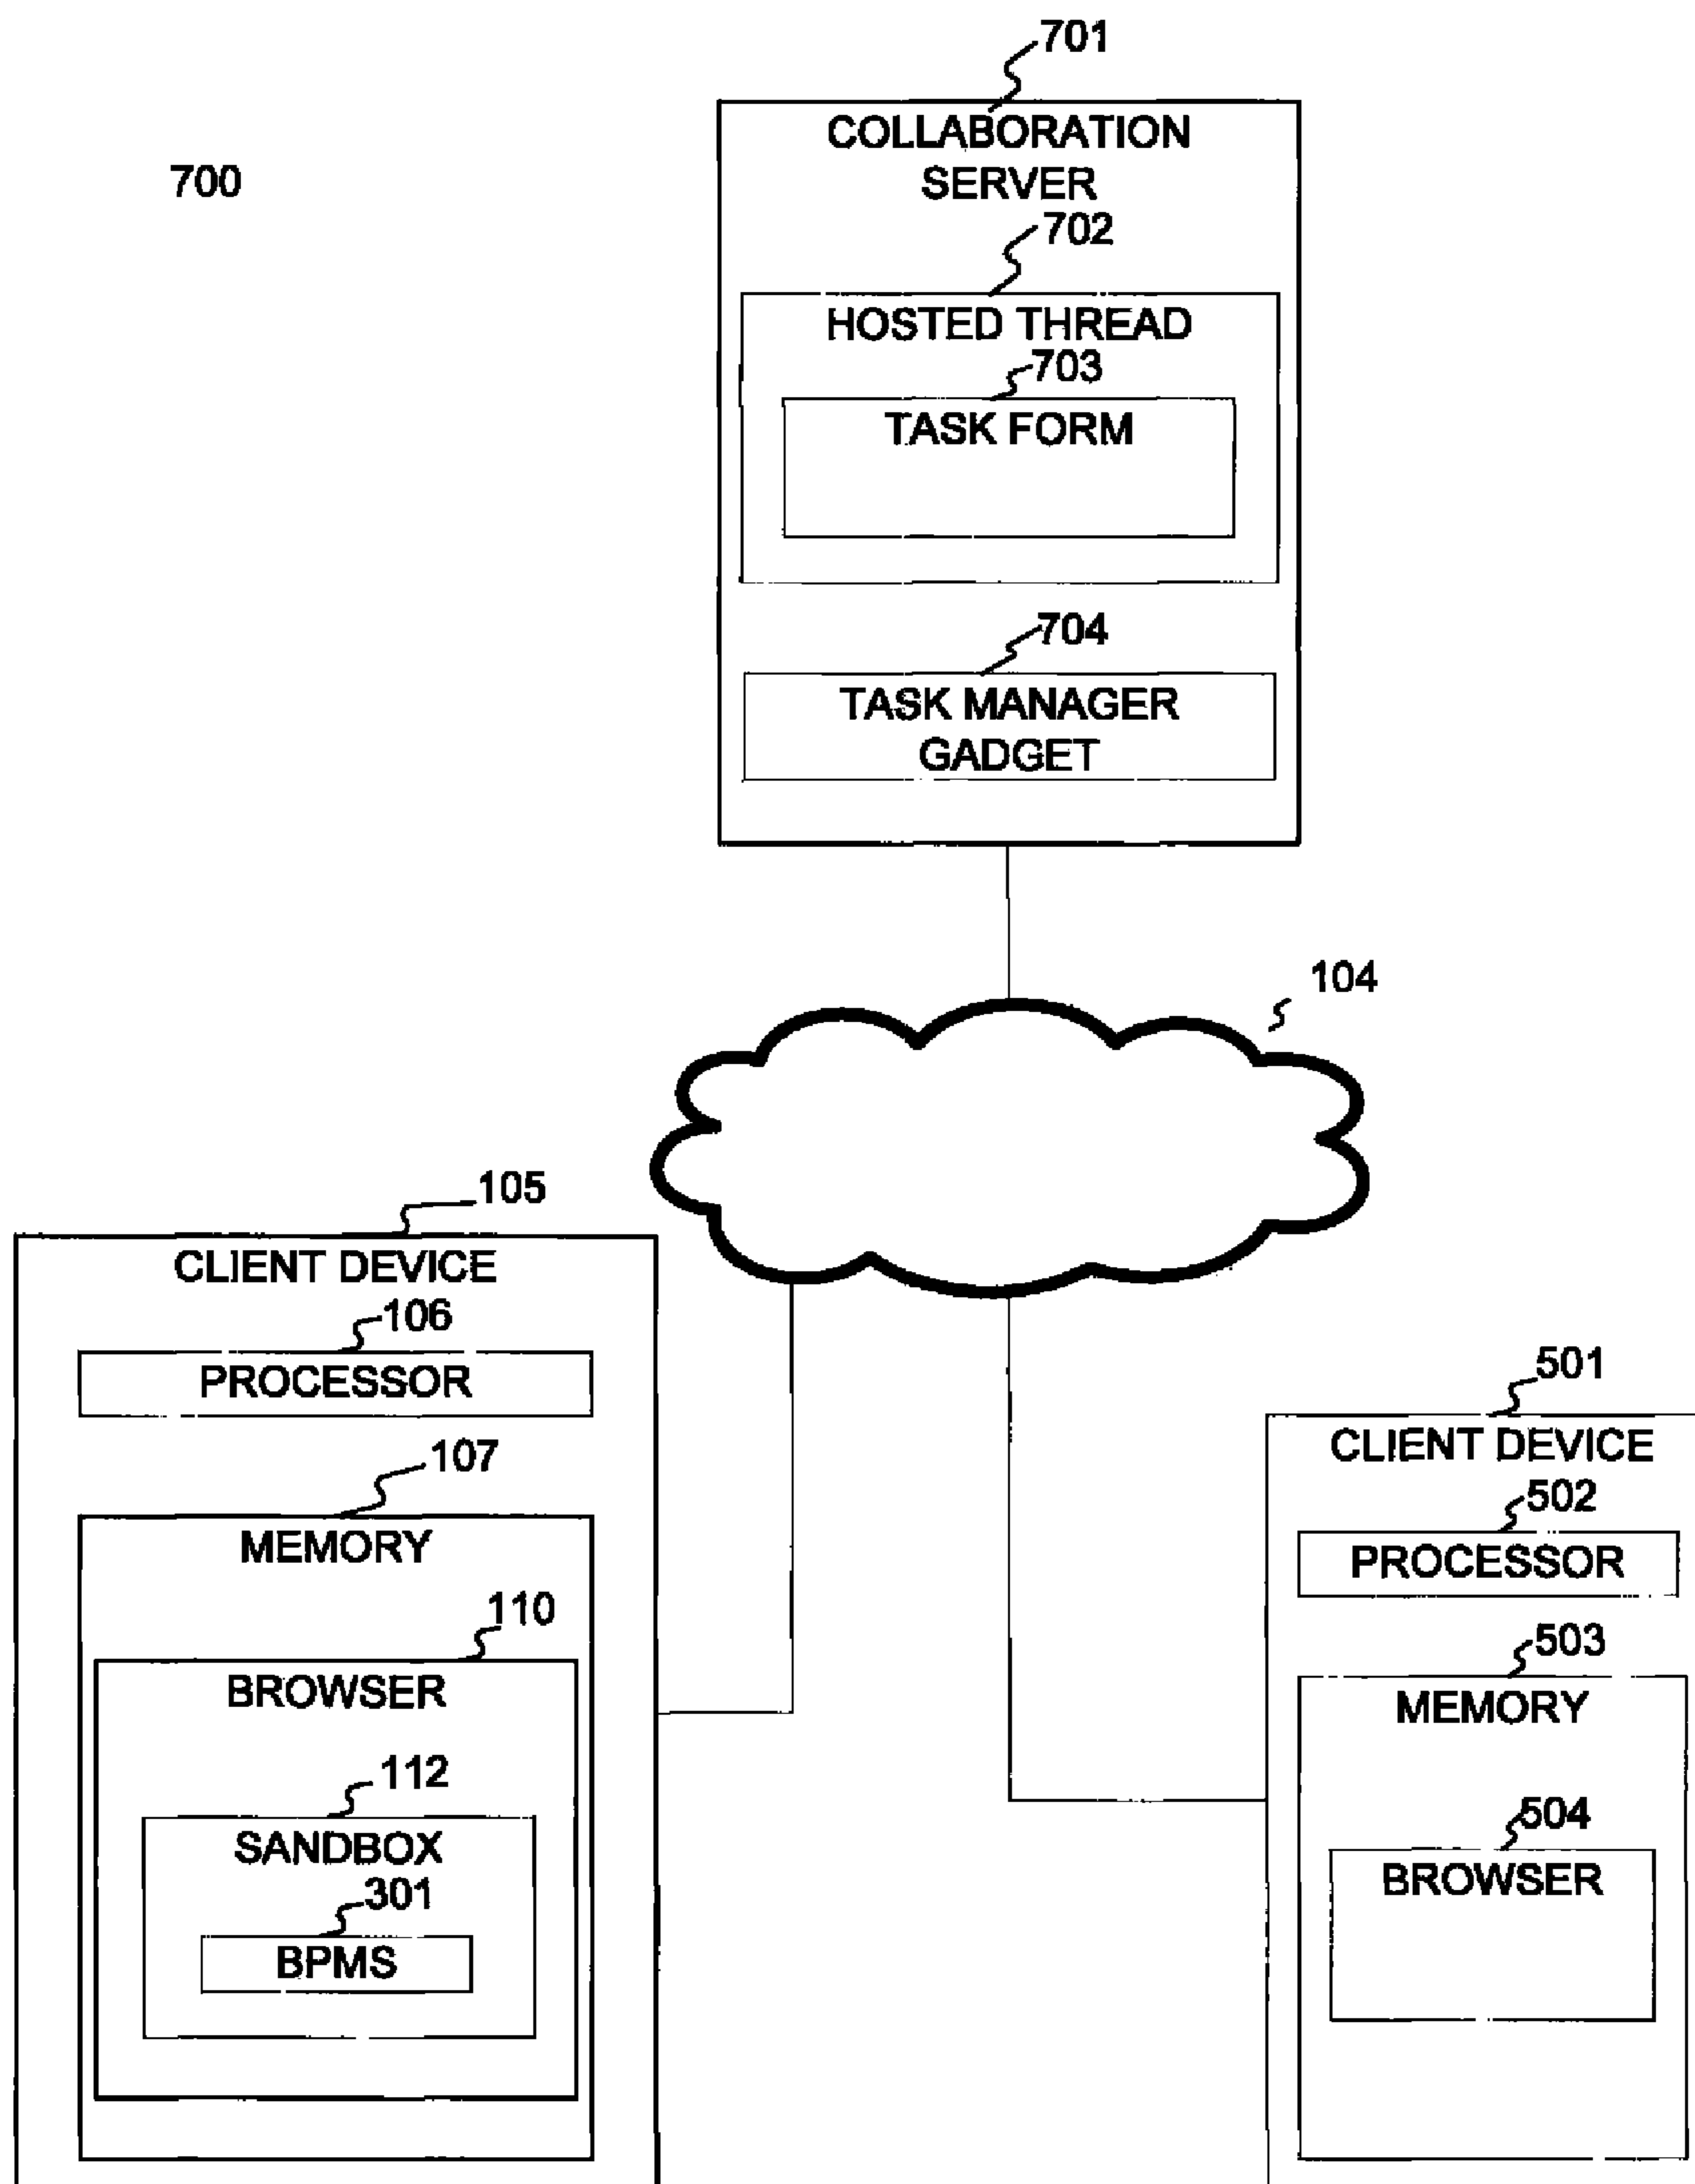 701
COLLABORATION
SERVER
700
702
HOSTED THREAD
703
TASK FORM
704
TASK MANAGER
GADGET
104
105
CLIENT DEVICE
106
PROCESSOR
107
MEMORY
110
BROWSER
112
SANDBOX
301
BPMS
501
CLIENT DEVICE
502
PROCESSOR
503
MEMORY
504
BROWSER